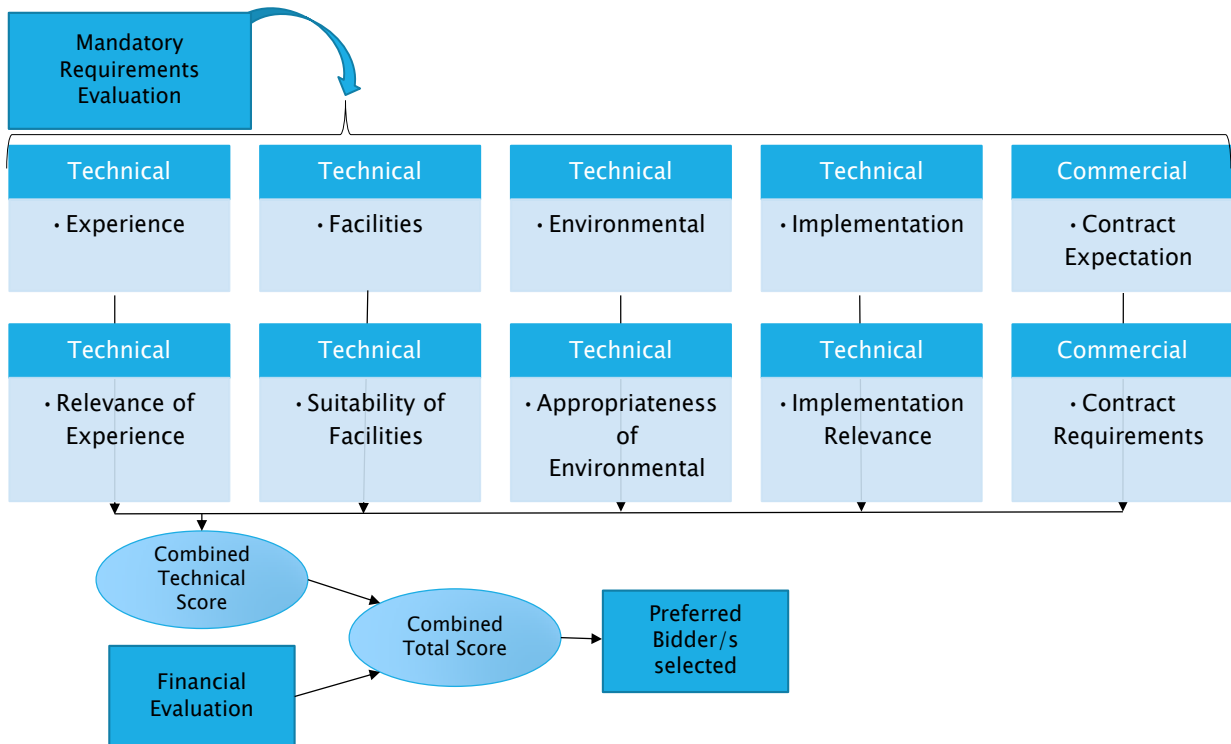 Mandatory
Requirements
Evaluation
Technical
• Experience
Technical
• Facilities
Technical
• Environmental
Technical
• Implementation
Commercial
• Contract
Expectation
Technical
• Relevance of
Experience
Technical
• Suitability of
Facilities
Technical
• Appropriateness
of
Environmental
Technical
• Implementation
Relevance
Commercial
• Contract
Requirements
Combined
Technical
Score
Combined
Total Score
Preferred
Bidder/s
selected
Financial
Evaluation